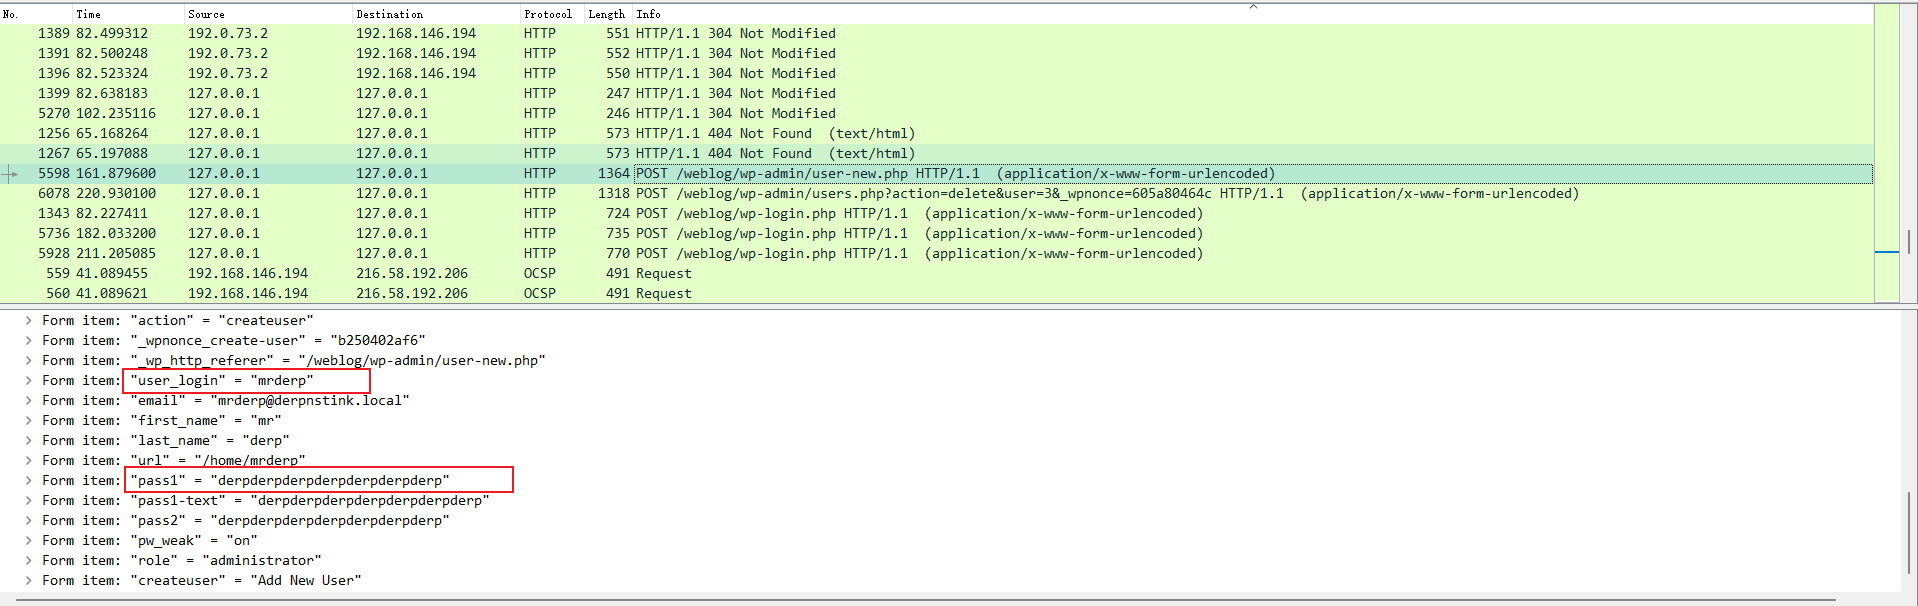 No. Time Source Destination Protocol Length Info
1389 82.499312 192.0.73.2 192.168.146.194 HTTP 551 HTTP/1.1 304 Not Modified
1391 82.500248 192.0.73.2 192.168.146.194 HTTP 552 HTTP/1.1 304 Not Modified
1396 82.523324 192.0.73.2 192.168.146.194 HTTP 550 HTTP/1.1 304 Not Modified
1399 82.638183 127.0.0.1 127.0.0.1 HTTP 247 HTTP/1.1 304 Not Modified
5270 102.235116 127.0.0.1 127.0.0.1 HTTP 246 HTTP/1.1 304 Not Modified
1256 65.168264 127.0.0.1 127.0.0.1 HTTP 573 HTTP/1.1 404 Not Found (text/html)
1267 65.197088 127.0.0.1 127.0.0.1 HTTP 573 HTTP/1.1 404 Not Found (text/html)
5598 161.879600 127.0.0.1 127.0.0.1 HTTP 1364 POST /weblog/wp-admin/user-new.php HTTP/1.1 (application/x-www-form-urlencoded)
6078 220.930100 127.0.0.1 127.0.0.1 HTTP 1318 POST /weblog/wp-admin/users.php?action=delete&user=3&_wpnonce=605a80464c HTTP/1.1 (application/x-www-form-urlencoded)
1343 82.227411 127.0.0.1 127.0.0.1 HTTP 724 POST /weblog/wp-login.php HTTP/1.1 (application/x-www-form-urlencoded)
5736 182.033200 127.0.0.1 127.0.0.1 HTTP 735 POST /weblog/wp-login.php HTTP/1.1 (application/x-www-form-urlencoded)
5928 211.205085 127.0.0.1 127.0.0.1 HTTP 770 POST /weblog/wp-login.php HTTP/1.1 (application/x-www-form-urlencoded)
559 41.089455 192.168.146.194 216.58.192.206 OCSP 491 Request
560 41.089621 192.168.146.194 216.58.192.206 OCSP 491 Request
Form item: "action" = "createuser"
Form item: "_wpnonce_create-user" = "b250402af6"
Form item: "_wp_http_referer" = "/weblog/wp-admin/user-new.php"
Form item: "user_login" = "mrderp"
Form item: "email" = "mrderp@derpnstink.local"
Form item: "first_name" = "mr"
Form item: "last_name" = "derp"
Form item: "url" = "/home/mrderp"
Form item: "pass1" = "derpderpderpderpderpderpderp"
Form item: "pass1-text" = "derpderpderpderpderpderpderp"
Form item: "pass2" = "derpderpderpderpderpderpderp"
Form item: "pw_weak" = "on"
Form item: "role" = "administrator"
Form item: "createuser" = "Add New User"